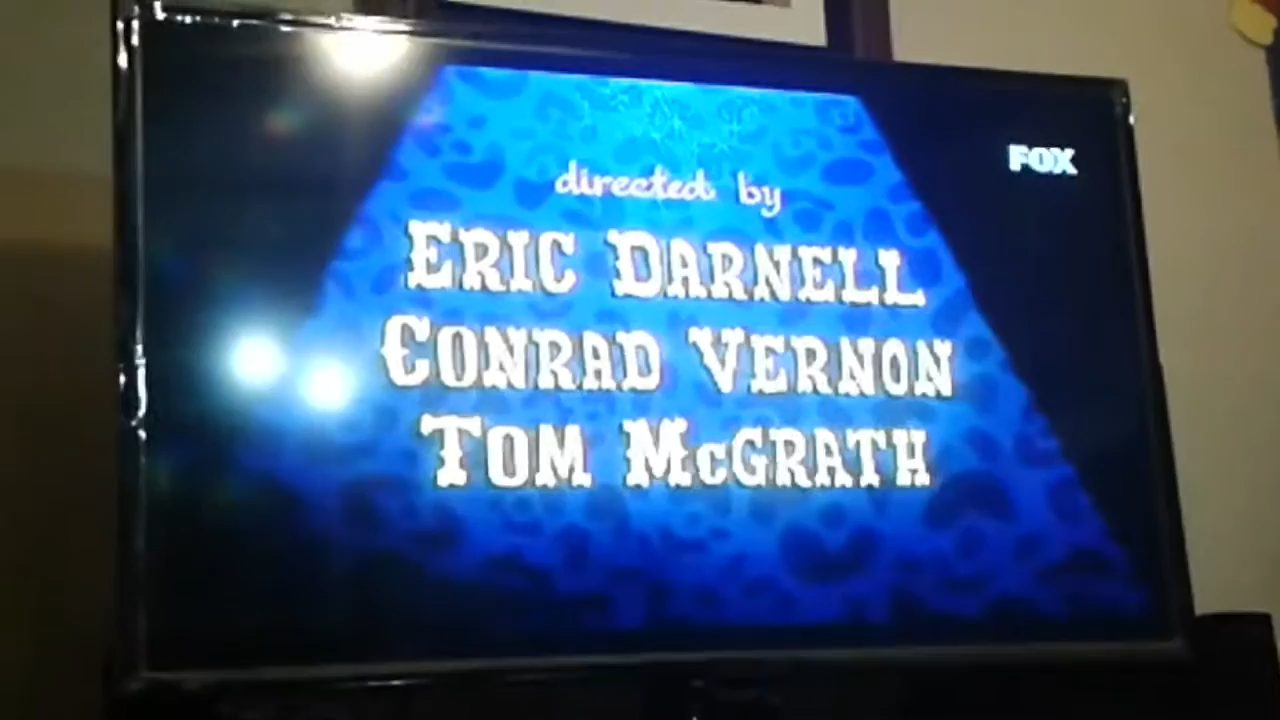 directed by
FOX
ERIC DARNELL
CONRAD VERNON
TOM McGRATH